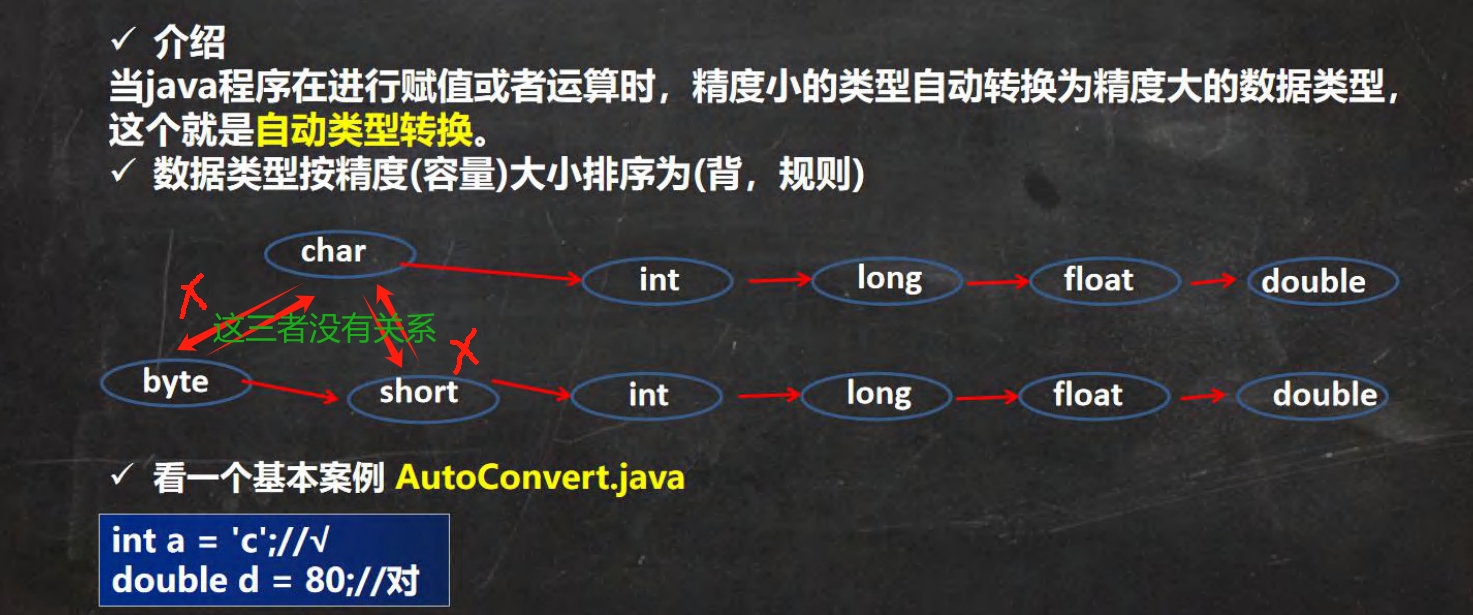 ✓ 介绍
当java程序在进行赋值或者运算时，精度小的类型自动转换为精度大的数据类型，
这个就是自动类型转换。
✓ 数据类型按精度(容量)大小排序为(背，规则)
char int long float double
这三者没有关系
byte short int long float double
✓ 看一个基本案例 AutoConvert.java
int a = 'c';//√
double d = 80;//对